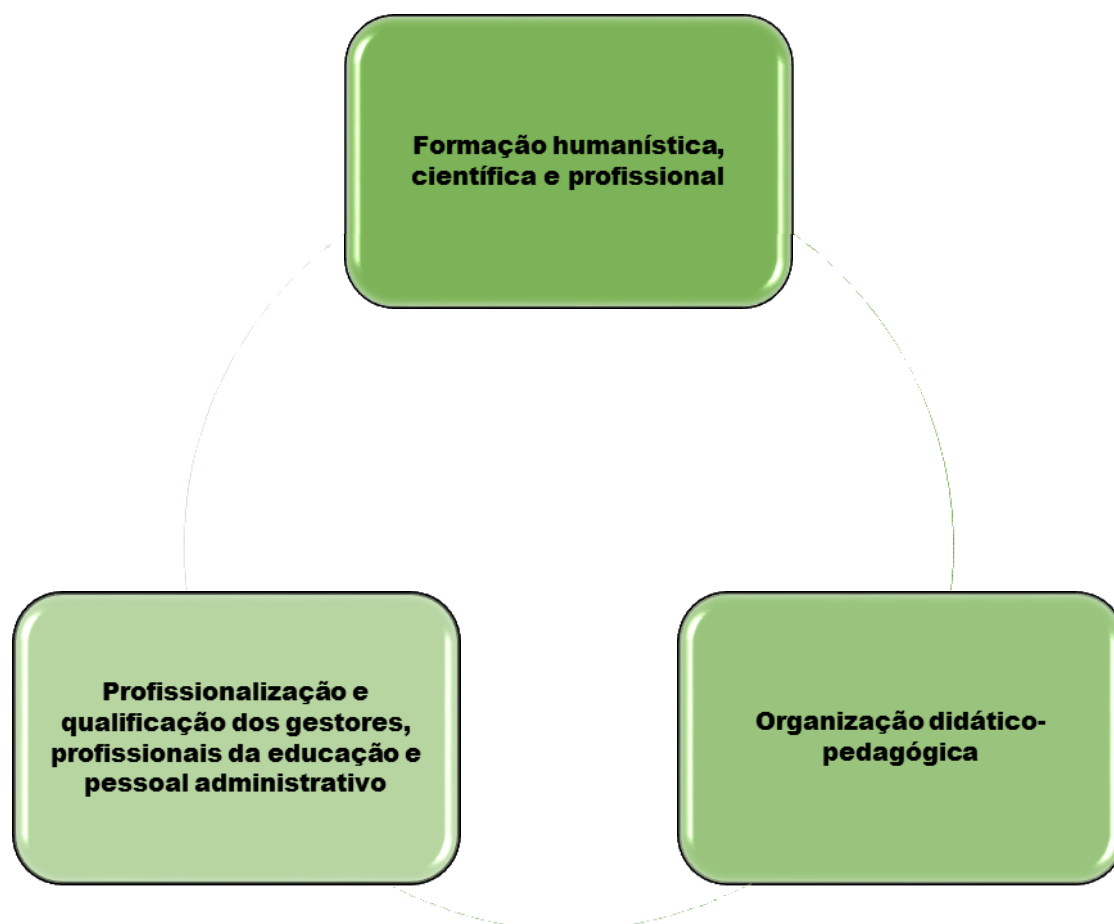 Formação humanística,
científica e profissional
Profissionalização e
qualificação dos gestores,
profissionais da educação e
pessoal administrativo
Organização didático-
pedagógica